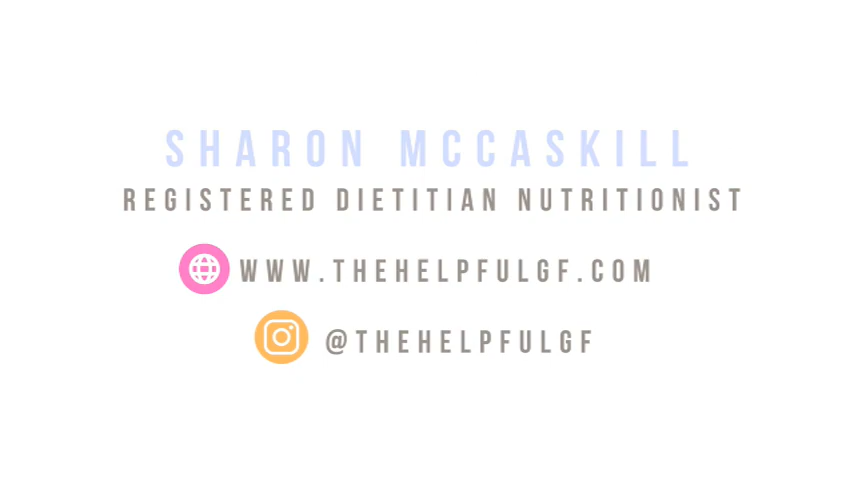 SHARON MCCASKILL
REGISTERED DIETITIAN NUTRITIONIST
WWW.THEHELPFULGF.COM
@THEHELPFULGF